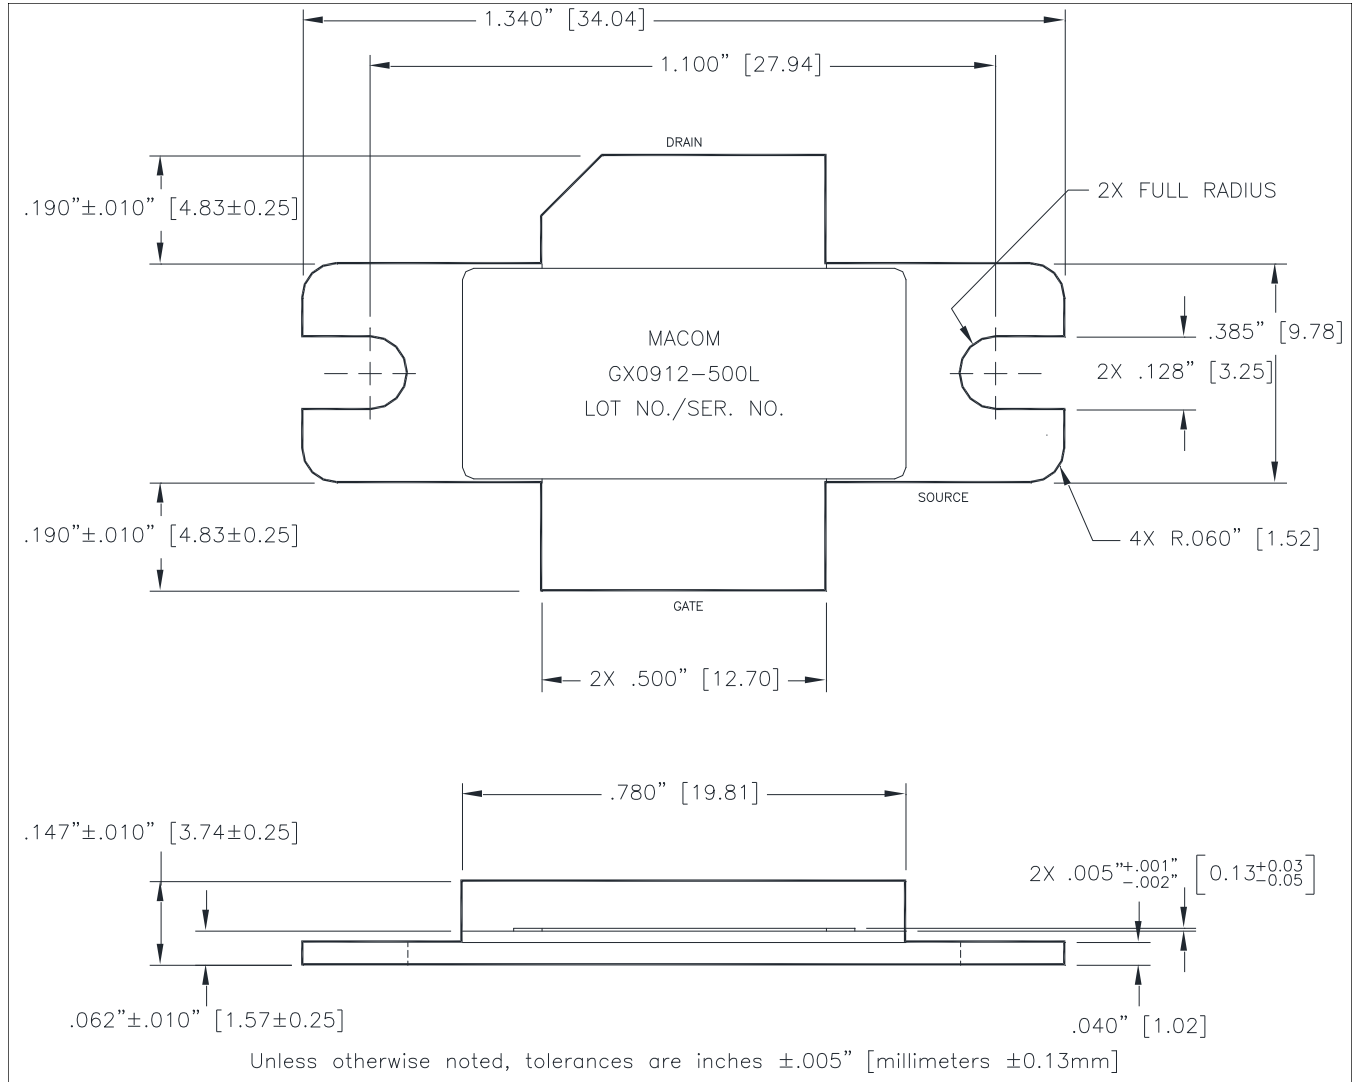 1.340" [34.04]
1.100" [27.94]
DRAIN
2X FULL RADIUS
.190"±.010" [4.83±0.25]
.385" [9.78]
MACOM
GX0912-500L
LOT NO./SER. NO.
2X .128" [3.25]
SOURCE
.190"±.010" [4.83±0.25]
4X R.060" [1.52]
GATE
2X .500" [12.70]
.780" [19.81]
.147"±.010" [3.74±0.25]
2X .005"+.001" -.002" [0.13+0.03 -0.05]
.062"±.010" [1.57±0.25]
.040" [1.02]
Unless otherwise noted, tolerances are inches ±.005" [millimeters ±0.13mm]